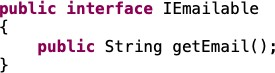 public interface IEmailable
{
    public String getEmail();
}